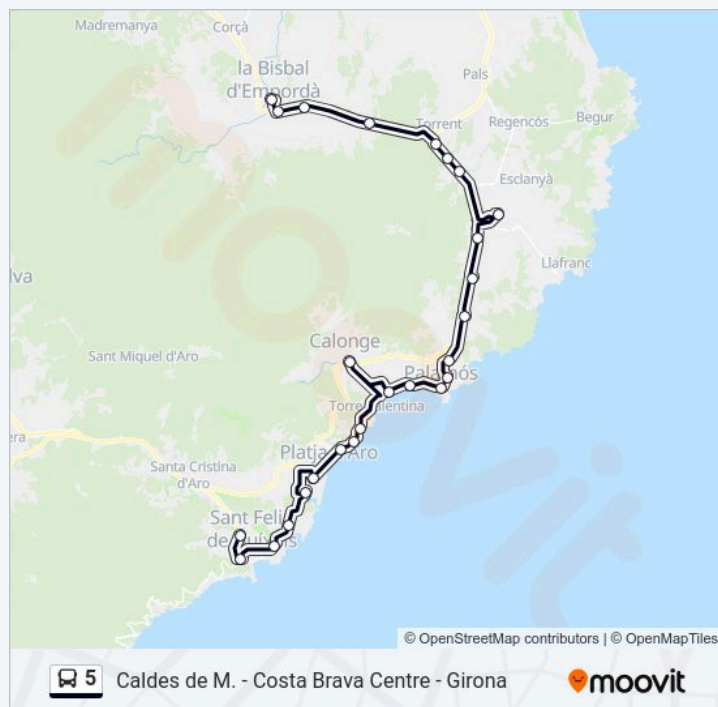 Madremanya
Corçà
la Bisbal
d'Empordà
Pals
Torrent
Regencós
Begur
Esclanyà
Llafranc
Calonge
Sant Miquel d'Aro
Palamós
Torre Valentina
Platja d'Aro
Santa Cristina
d'Aro
Sant Feliu
de Guíxols
© OpenStreetMap contributors | © OpenMapTiles
5 Caldes de M. - Costa Brava Centre - Girona
moovit